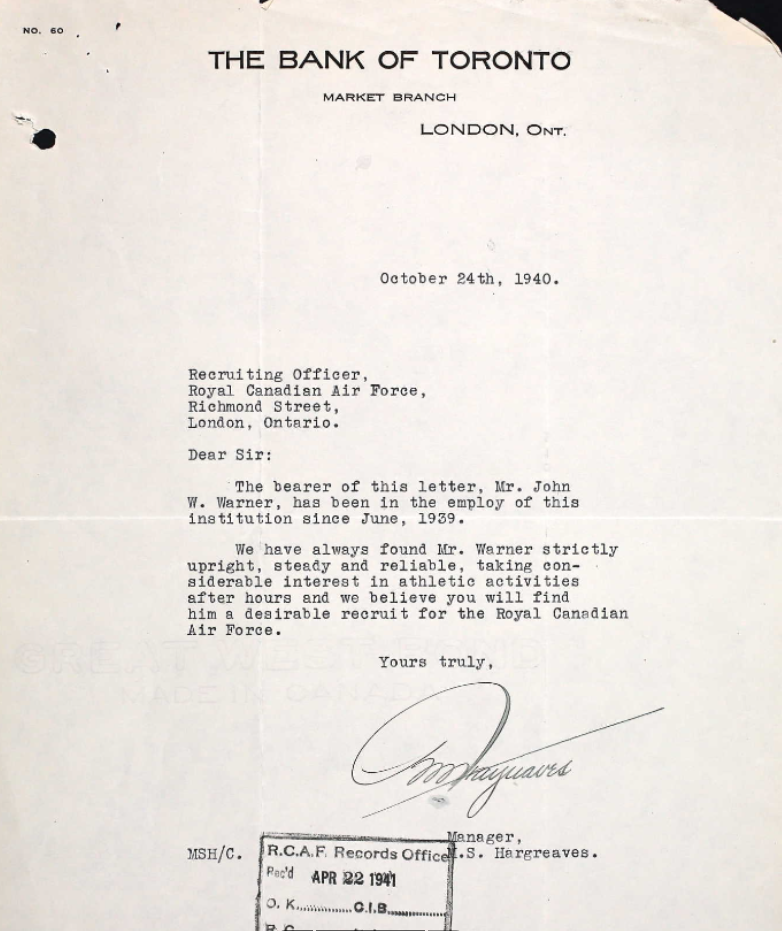 NO. 60
THE BANK OF TORONTO
MARKET BRANCH
LONDON, ONT.
October 24th, 1940.
Recruiting Officer,
Royal Canadian Air Force,
Richmond Street,
London, Ontario.
Dear Sir:
The bearer of this letter, Mr. John
W. Warner, has been in the employ of this
institution since June, 1939.
We have always found Mr. Warner strictly
upright, steady and reliable, taking con-
siderable interest in athletic activities
after hours and we believe you will find
him a desirable recruit for the Royal Canadian
Air Force.
Yours truly,
Hargreaves
Manager,
MSH/C. M.S. Hargreaves.
R.C.A.F. Records Office
Rec'd APR 22 1941
O. K. C.I.B.